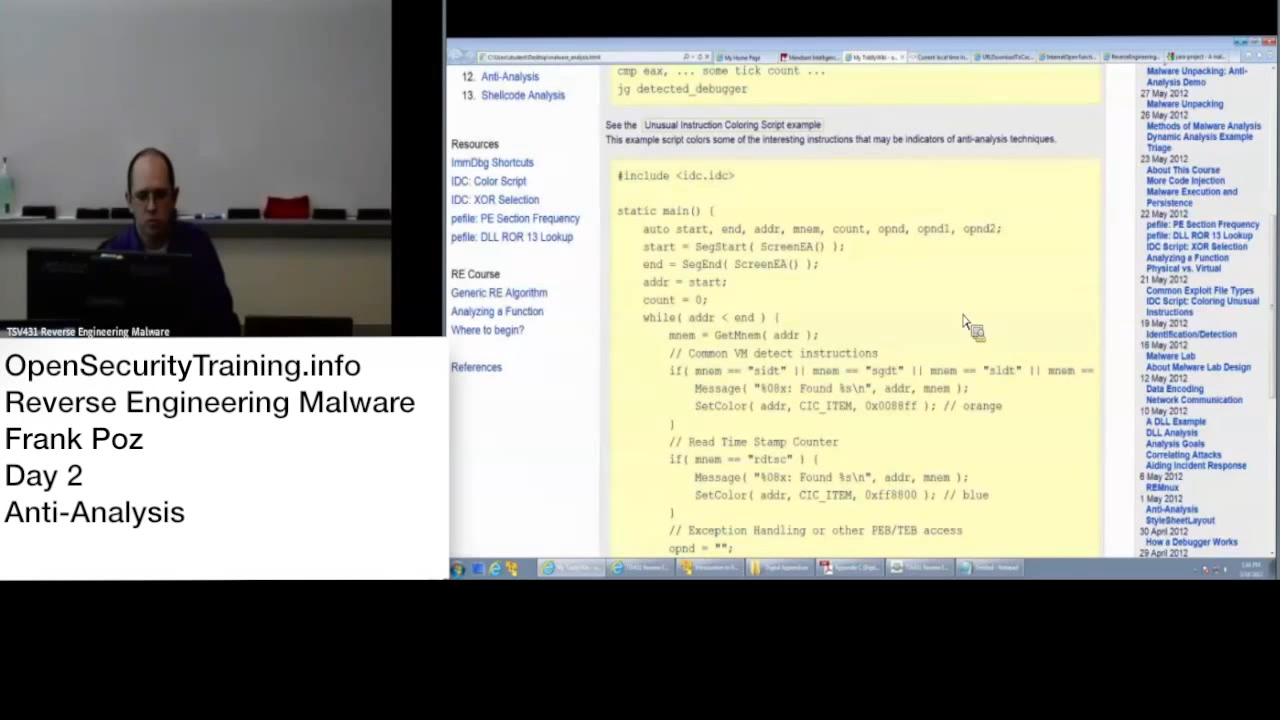 TSV431 Reverse Engineering Malware
OpenSecurityTraining.info
Reverse Engineering Malware
Frank Poz
Day 2
Anti-Analysis
C:\Users\student\Desktop\malware_analysis.html
My Home Page
12. Anti-Analysis
13. Shellcode Analysis
Resources
ImmDbg Shortcuts
IDC: Color Script
IDC: XOR Selection
pefile: PE Section Frequency
pefile: DLL ROR 13 Lookup
RE Course
Generic RE Algorithm
Analyzing a Function
Where to begin?
References
cmp eax, ... some tick count ...
jg detected_debugger
See the Unusual Instruction Coloring Script example
This example script colors some of the interesting instructions that may be indicators of anti-analysis techniques.
#include <idc.idc>
static main() {
auto start, end, addr, mnem, count, opnd, opnd1, opnd2;
start = SegStart( ScreenEA() );
end = SegEnd( ScreenEA() );
addr = start;
count = 0;
while( addr < end ) {
mnem = GetMnem( addr );
// Common VM detect instructions
if( mnem == "sidt" || mnem == "sgdt" || mnem == "sldt" || mnem ==
Message( "%08x: Found %s\n", addr, mnem );
SetColor( addr, CIC_ITEM, 0x0088ff ); // orange
}
// Read Time Stamp Counter
if( mnem == "rdtsc" ) {
Message( "%08x: Found %s\n", addr, mnem );
SetColor( addr, CIC_ITEM, 0xff8800 ); // blue
}
// Exception Handling or other PEB/TEB access
opnd = "";
Malware Unpacking: Anti-
Analysis Demo
27 May 2012
Malware Unpacking
26 May 2012
Methods of Malware Analysis
Dynamic Analysis Example
Triage
23 May 2012
About This Course
More Code Injection
Malware Execution and
Persistence
22 May 2012
pefile: PE Section Frequency
pefile: DLL ROR 13 Lookup
IDC Script: XOR Selection
Analyzing a Function
Physical vs. Virtual
21 May 2012
Common Exploit File Types
IDC Script: Coloring Unusual
Instructions
19 May 2012
Identification/Detection
16 May 2012
Malware Lab
About Malware Lab Design
12 May 2012
Data Encoding
Network Communication
10 May 2012
A DLL Example
DLL Analysis
Analysis Goals
Correlating Attacks
Aiding Incident Response
6 May 2012
REMnux
1 May 2012
Anti-Analysis
StyleSheetLayout
30 April 2012
How a Debugger Works
29 April 2012